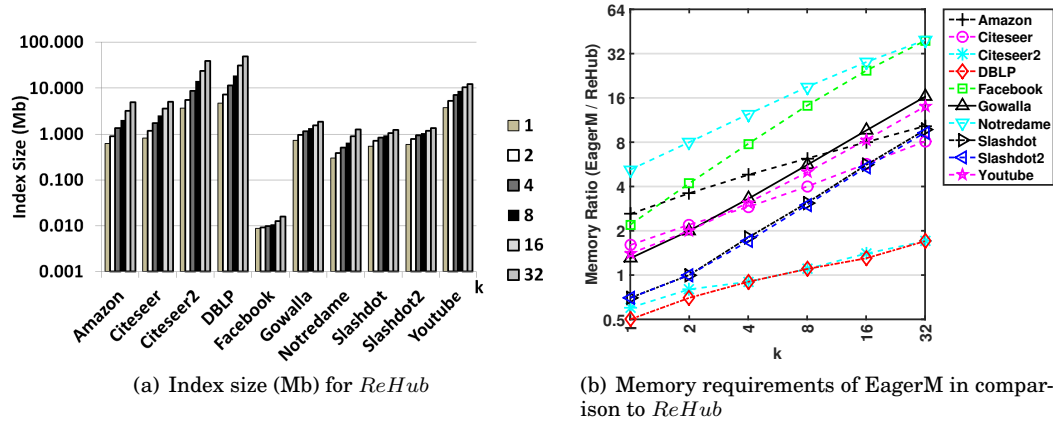 100.000
10.000
1.000
0.100
0.010
0.001
Index Size (Mb)
Amazon
Citeseer
Citeseer2
DBLP
Facebook
Gowalla
Notredame
Slashdot
Slashdot2
Youtube
k
1
2
4
8
16
32
(a) Index size (Mb) for ReHub
64
32
16
8
4
2
1
0.5
Memory Ratio (EagerM / ReHub)
1
2
4
8
16
32
k
Amazon
Citeseer
Citeseer2
DBLP
Facebook
Gowalla
Notredame
Slashdot
Slashdot2
Youtube
(b) Memory requirements of EagerM in compar-
ison to ReHub